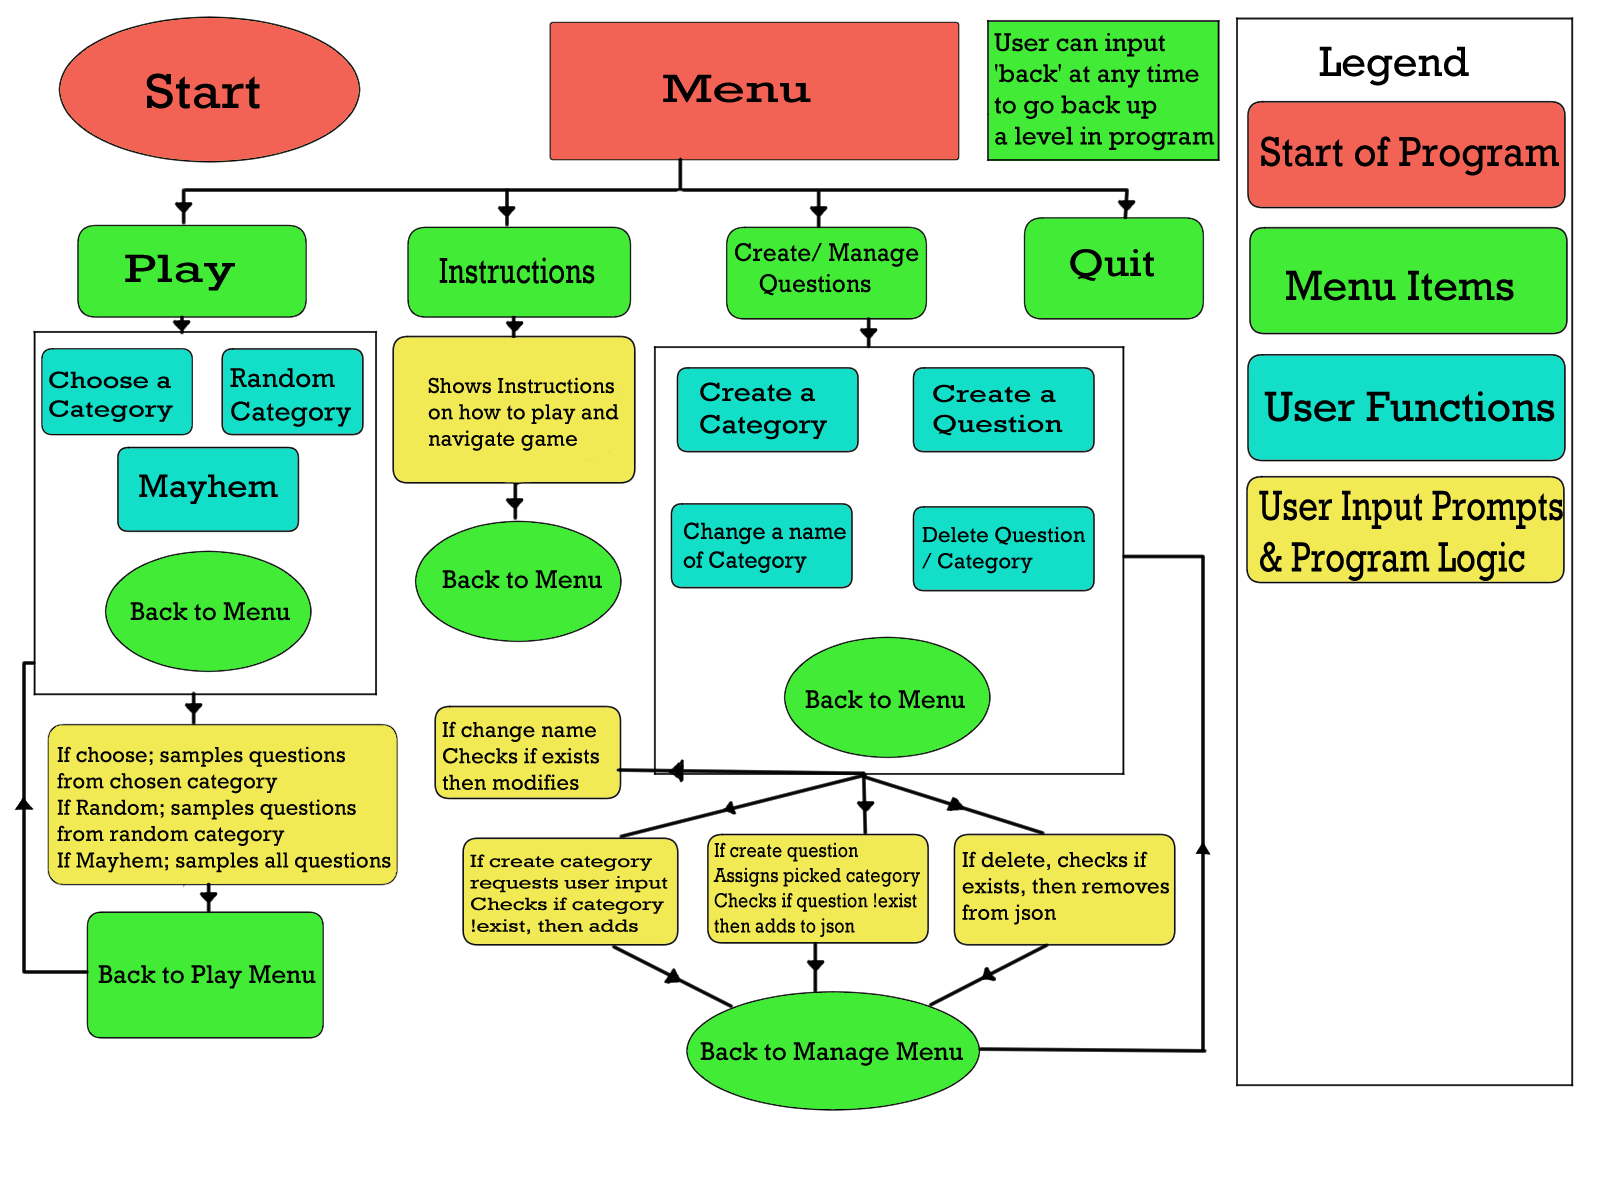 Start
Menu
User can input
'back' at any time
to go back up
a level in program
Legend
Start of Program
Menu Items
User Functions
User Input Prompts
& Program Logic
Play
Instructions
Create/ Manage
Questions
Quit
Choose a
Category
Random
Category
Mayhem
Back to Menu
If choose; samples questions
from chosen category
If Random; samples questions
from random category
If Mayhem; samples all questions
Back to Play Menu
Shows Instructions
on how to play and
navigate game
Back to Menu
Create a
Category
Create a
Question
Change a name
of Category
Delete Question
/ Category
Back to Menu
If change name
Checks if exists
then modifies
If create category
requests user input
Checks if category
!exist, then adds
If create question
Assigns picked category
Checks if question !exist
then adds to json
If delete, checks if
exists, then removes
from json
Back to Manage Menu